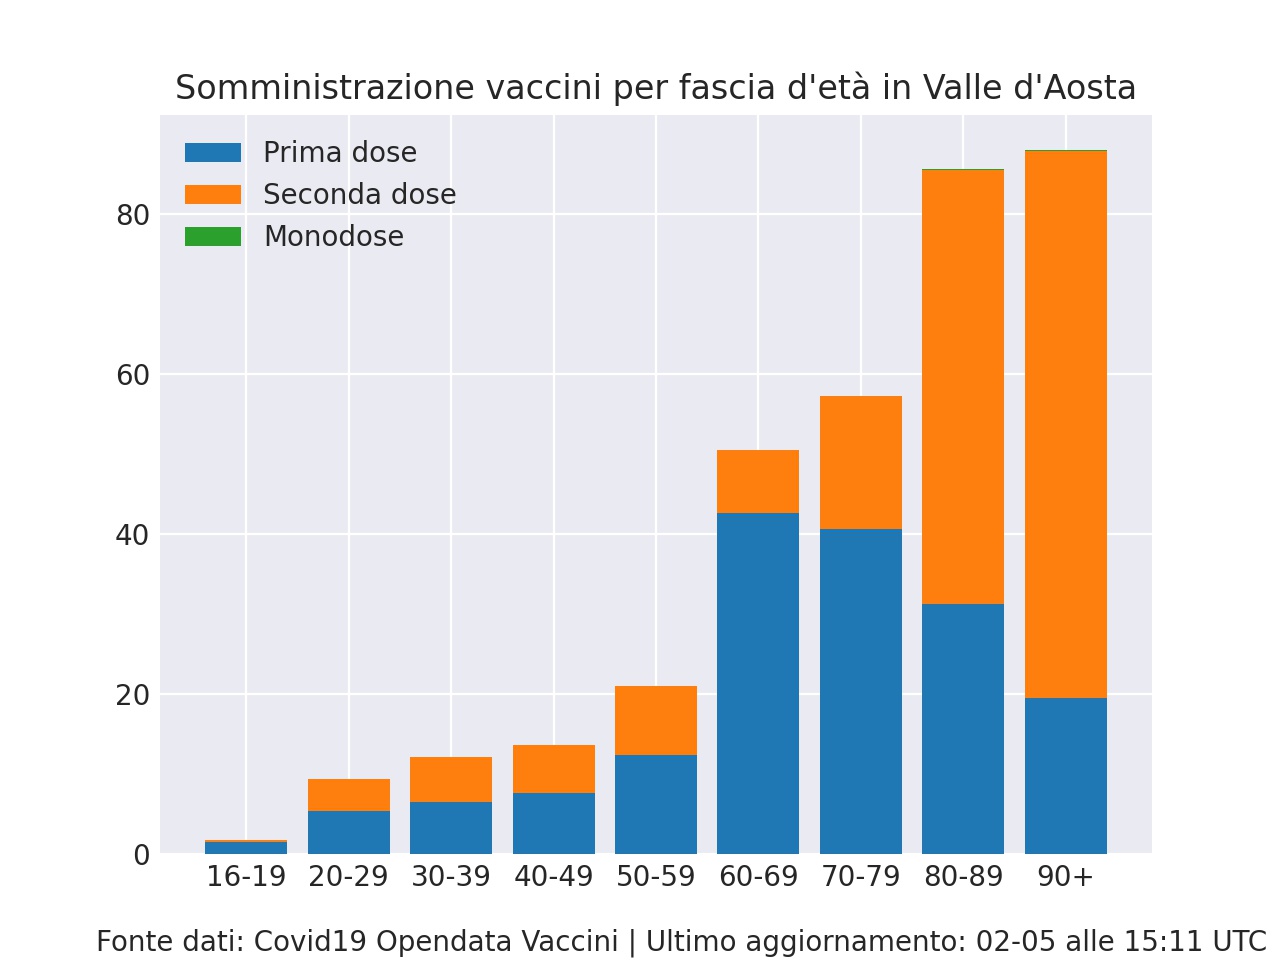 Somministrazione vaccini per fascia d'età in Valle d'Aosta
Prima dose
Seconda dose
Monodose
80
60
40
20
0
16-19 20-29 30-39 40-49 50-59 60-69 70-79 80-89 90+
Fonte dati: Covid19 Opendata Vaccini | Ultimo aggiornamento: 02-05 alle 15:11 UTC